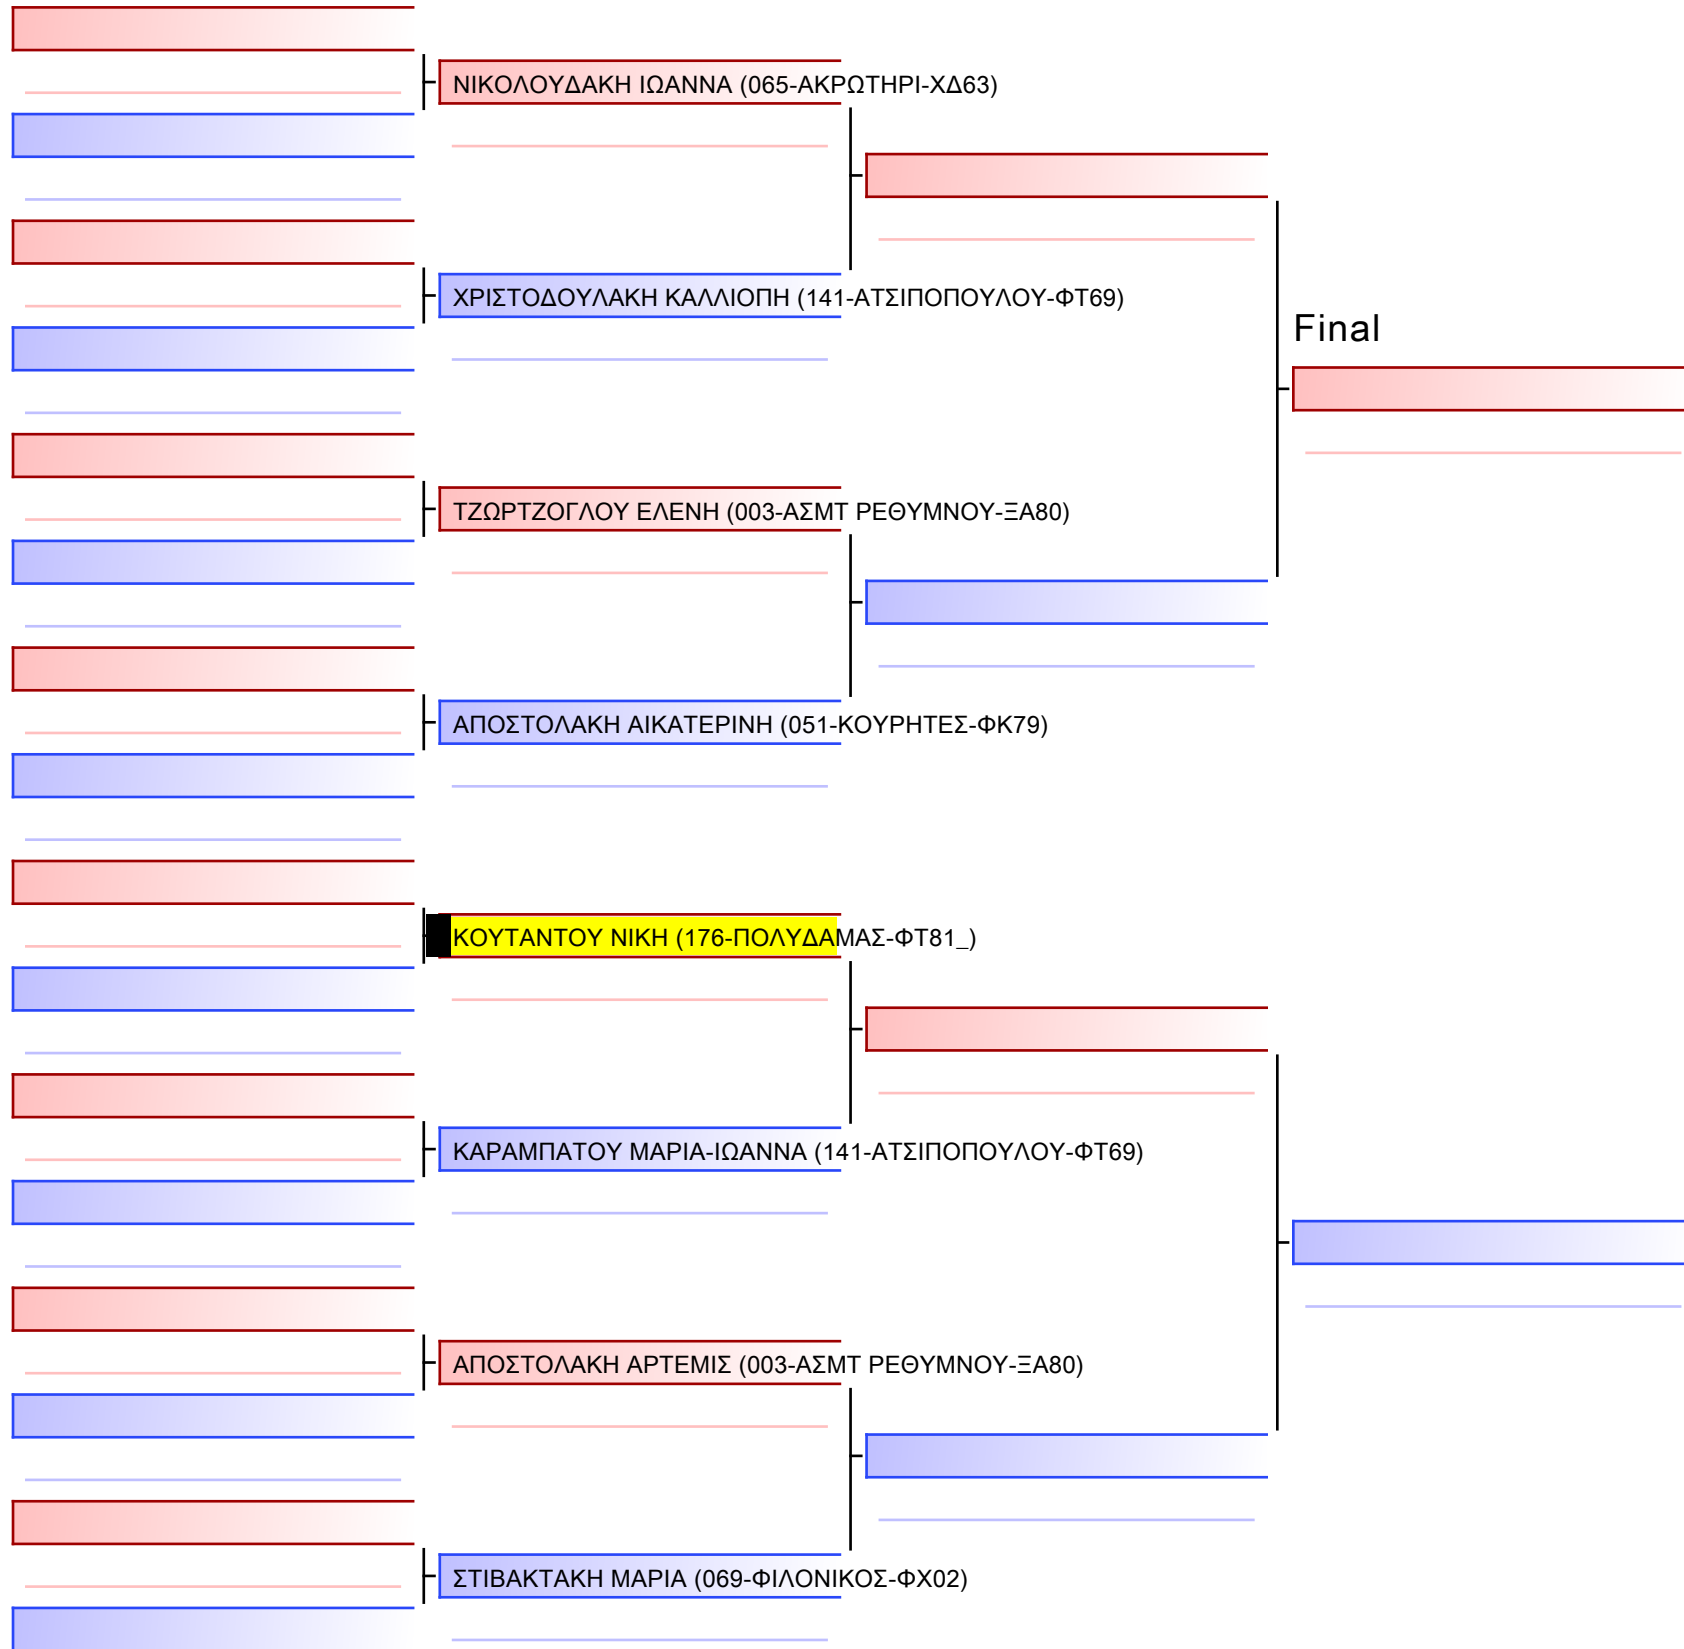 ΝΙΚΟΛΟΥΔΑΚΗ ΙΩΑΝΝΑ (065-ΑΚΡΩΤΗΡΙ-ΧΔ63)
ΧΡΙΣΤΟΔΟΥΛΑΚΗ ΚΑΛΛΙΟΠΗ (141-ΑΤΣΙΠΟΠΟΥΛΟΥ-ΦΤ69)
Final
ΤΖΩΡΤΖΟΓΛΟΥ ΕΛΕΝΗ (003-ΑΣΜΤ ΡΕΘΥΜΝΟΥ-ΞΑ80)
ΑΠΟΣΤΟΛΑΚΗ ΑΙΚΑΤΕΡΙΝΗ (051-ΚΟΥΡΗΤΕΣ-ΦΚ79)
ΚΟΥΤΑΝΤΟΥ ΝΙΚΗ (176-ΠΟΛΥΔΑΜΑΣ-ΦΤ81_)
ΚΑΡΑΜΠΑΤΟΥ ΜΑΡΙΑ-ΙΩΑΝΝΑ (141-ΑΤΣΙΠΟΠΟΥΛΟΥ-ΦΤ69)
ΑΠΟΣΤΟΛΑΚΗ ΑΡΤΕΜΙΣ (003-ΑΣΜΤ ΡΕΘΥΜΝΟΥ-ΞΑ80)
ΣΤΙΒΑΚΤΑΚΗ ΜΑΡΙΑ (069-ΦΙΛΟΝΙΚΟΣ-ΦΧ02)